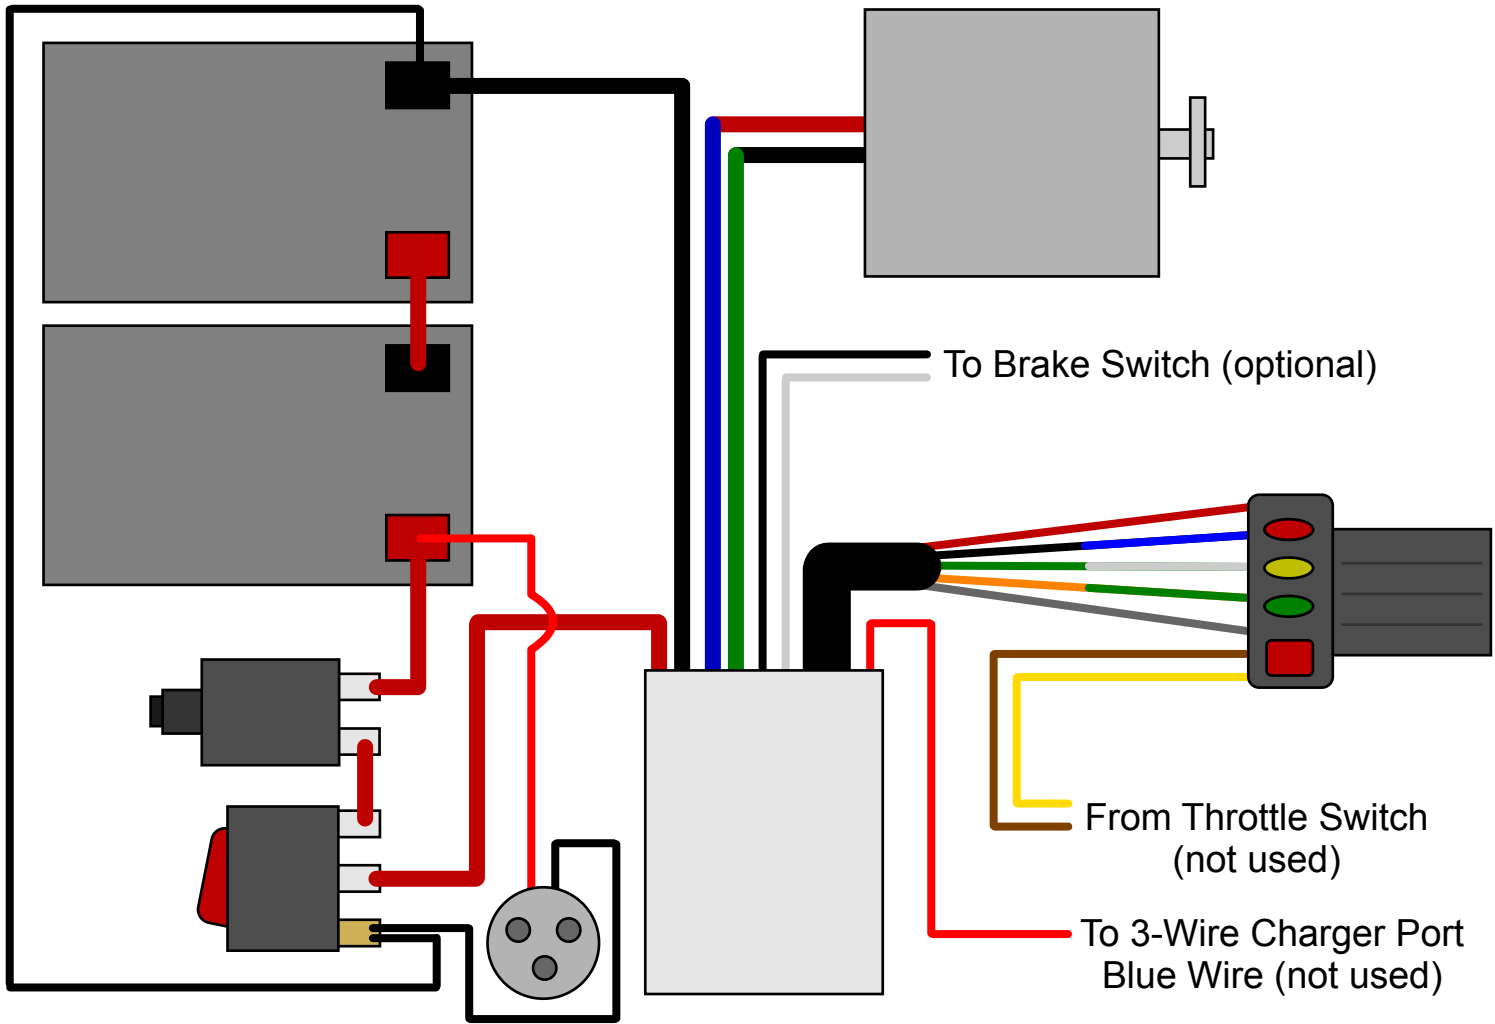 To Brake Switch (optional)
From Throttle Switch
(not used)
To 3-Wire Charger Port
Blue Wire (not used)